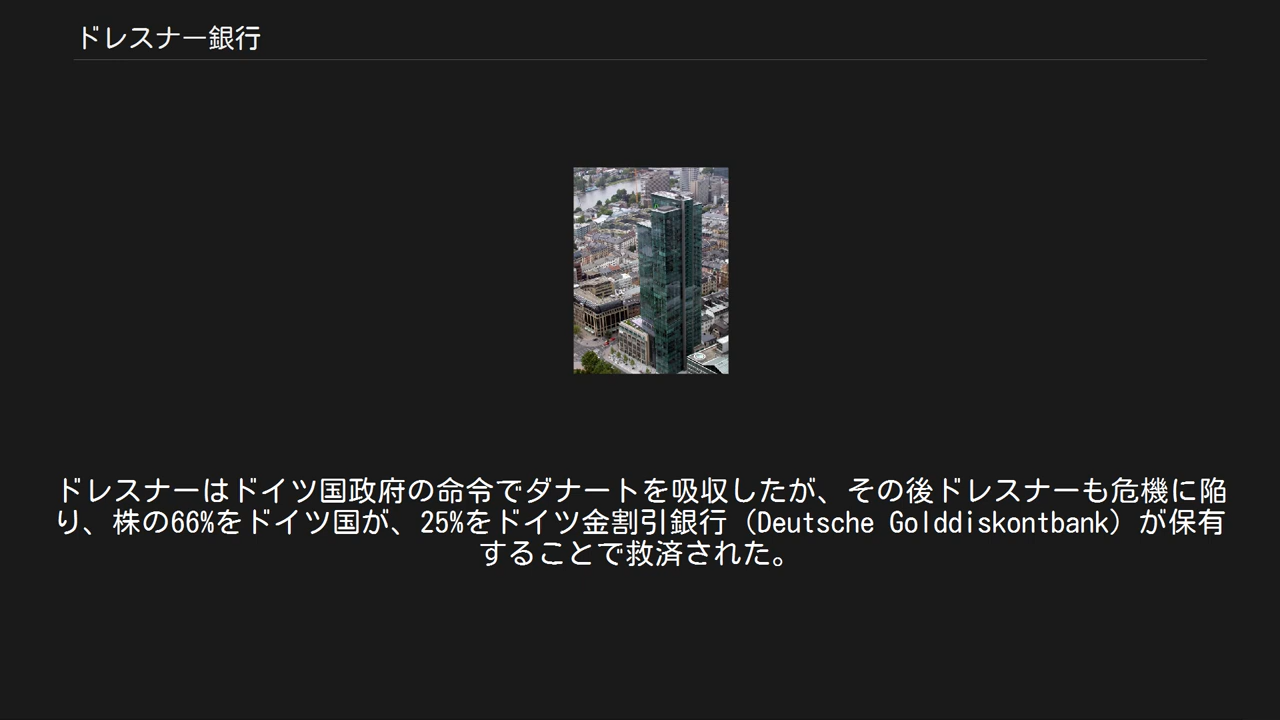 ドレスナー銀行
ドレスナーはドイツ国政府の命令でダナートを吸収したが、その後ドレスナーも危機に陥
り、株の66%をドイツ国が、25%をドイツ金割引銀行（Deutsche Golddiskontbank）が保有
することで救済された。